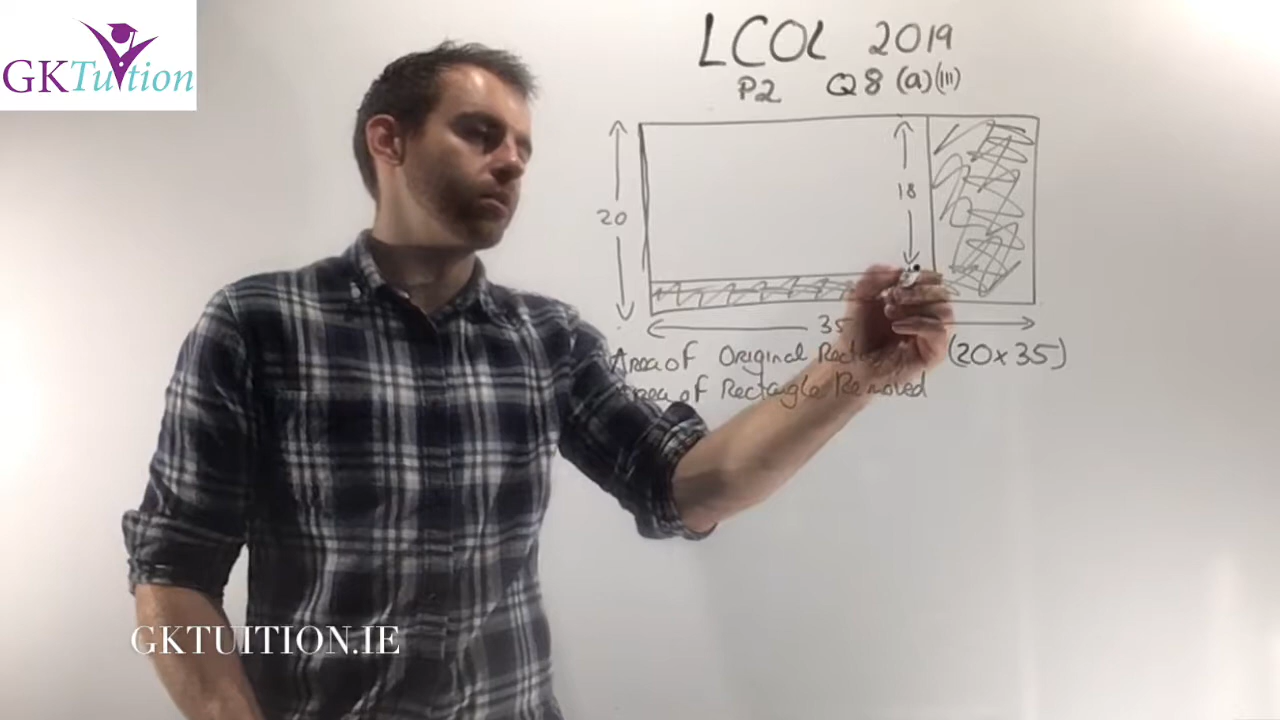 GKTuition
LCOL 2019
P2 Q8 (a)(iii)
20
18
35
Area of Original (20x35)
Area of Rectangle Removed
GKTUITION.IE